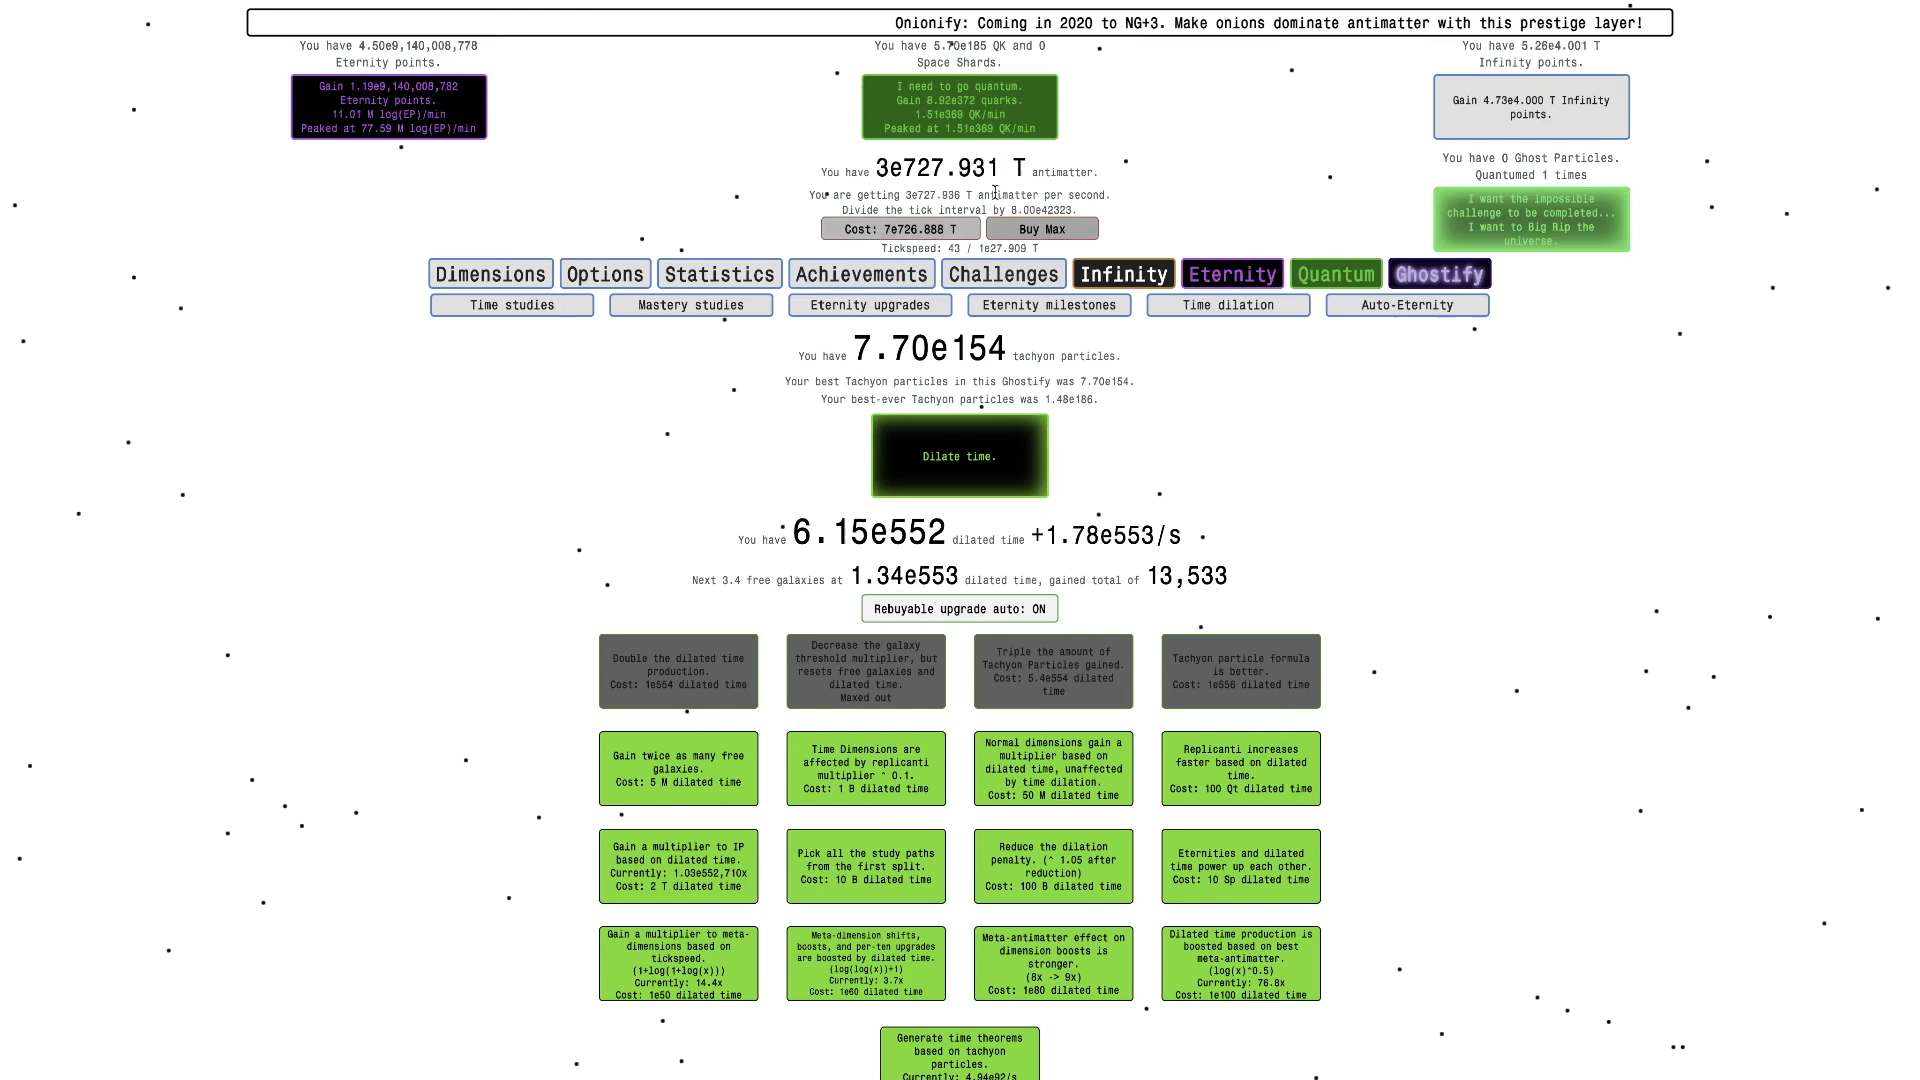 Onionify: Coming in 2020 to NG+3. Make onions dominate antimatter with this prestige layer!
You have 4.50e9,140,008,778
Eternity points.
Gain 1.19e9,140,008,782
Eternity points.
11.01 M log(EP)/min
Peaked at 77.59 M log(EP)/min
You have 5.70e185 QK and 0
Space Shards.
I need to go quantum.
Gain 8.92e372 quarks.
1.51e369 QK/min
Peaked at 1.51e369 QK/min
You have 5.26e4.001 T
Infinity points.
Gain 4.73e4.000 T Infinity
points.
You have 0 Ghost Particles.
Quantumed 1 times
I want the impossible
challenge to be completed...
I want to Big Rip the
universe.
You have 3e727.931 T antimatter.
You are getting 3e727.936 T antimatter per second.
Divide the tick interval by 8.00e42323.
Cost: 7e726.888 T
Buy Max
Tickspeed: 43 / 1e27.909 T
Dimensions
Options
Statistics
Achievements
Challenges
Infinity
Eternity
Quantum
Ghostify
Time studies
Mastery studies
Eternity upgrades
Eternity milestones
Time dilation
Auto-Eternity
You have 7.70e154 tachyon particles.
Your best Tachyon particles in this Ghostify was 7.70e154.
Your best-ever Tachyon particles was 1.48e186.
Dilate time.
You have 6.15e552 dilated time +1.78e553/s
Next 3.4 free galaxies at 1.34e553 dilated time, gained total of 13,533
Rebuyable upgrade auto: ON
Double the dilated time
production.
Cost: 1e554 dilated time
Decrease the galaxy
threshold multiplier, but
resets free galaxies and
dilated time.
Maxed out
Triple the amount of
Tachyon Particles gained.
Cost: 5.4e554 dilated
time
Tachyon particle formula
is better.
Cost: 1e556 dilated time
Gain twice as many free
galaxies.
Cost: 5 M dilated time
Time Dimensions are
affected by replicanti
multiplier ^ 0.1.
Cost: 1 B dilated time
Normal dimensions gain a
multiplier based on
dilated time, unaffected
by time dilation.
Cost: 50 M dilated time
Replicanti increases
faster based on dilated
time.
Cost: 100 Qt dilated time
Gain a multiplier to IP
based on dilated time.
Currently: 1.03e552,710x
Cost: 2 T dilated time
Pick all the study paths
from the first split.
Cost: 10 B dilated time
Reduce the dilation
penalty. (^ 1.05 after
reduction)
Cost: 100 B dilated time
Eternities and dilated
time power up each other.
Cost: 10 Sp dilated time
Gain a multiplier to meta-
dimensions based on
tickspeed.
(1+log(1+log(x)))
Currently: 14.4x
Cost: 1e50 dilated time
Meta-dimension shifts,
boosts, and per-ten upgrades
are boosted by dilated time.
(log(log(x))+1)
Currently: 3.7x
Cost: 1e60 dilated time
Meta-antimatter effect on
dimension boosts is
stronger.
(8x -> 9x)
Cost: 1e80 dilated time
Dilated time production is
boosted based on best
meta-antimatter.
(log(x)^0.5)
Currently: 76.8x
Cost: 1e100 dilated time
Generate time theorems
based on tachyon
particles.
Currently: 4.94e92/s